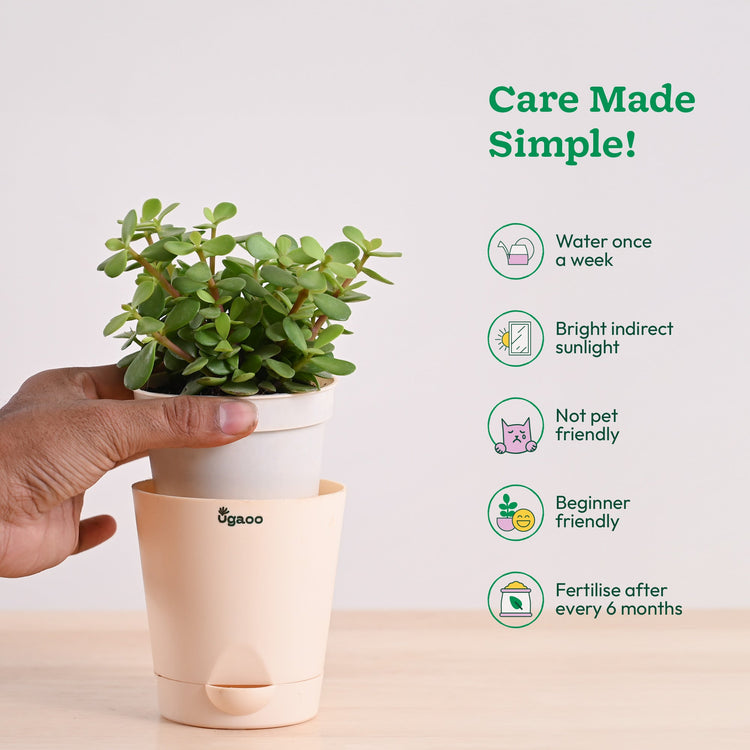 Care Made
Simple!
Water once
a week
Bright indirect
sunlight
Not pet
friendly
Beginner
friendly
Fertilise after
every 6 months
ugaoo